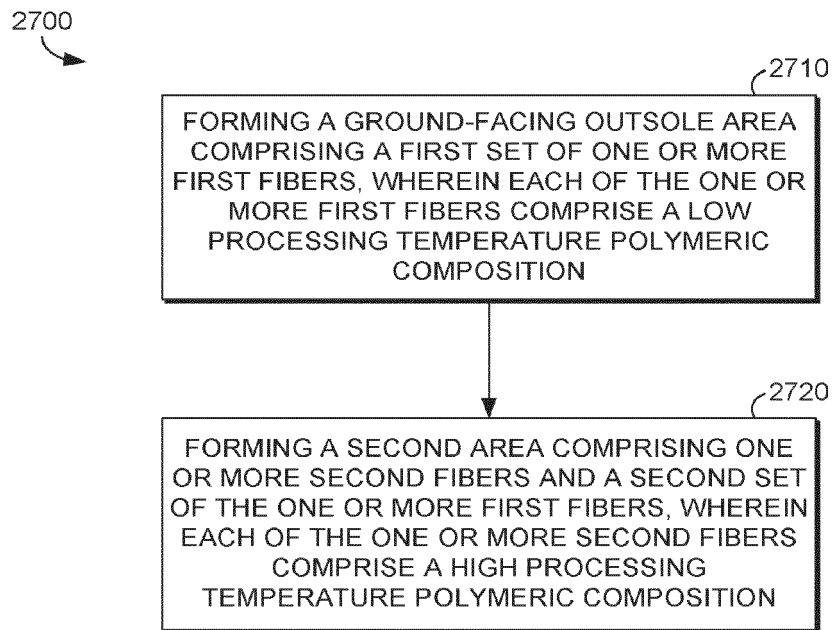 2700
2710
FORMING A GROUND-FACING OUTSOLE AREA
COMPRISING A FIRST SET OF ONE OR MORE
FIRST FIBERS, WHEREIN EACH OF THE ONE OR
MORE FIRST FIBERS COMPRISE A LOW
PROCESSING TEMPERATURE POLYMERIC
COMPOSITION
2720
FORMING A SECOND AREA COMPRISING ONE
OR MORE SECOND FIBERS AND A SECOND SET
OF THE ONE OR MORE FIRST FIBERS, WHEREIN
EACH OF THE ONE OR MORE SECOND FIBERS
COMPRISE A HIGH PROCESSING
TEMPERATURE POLYMERIC COMPOSITION